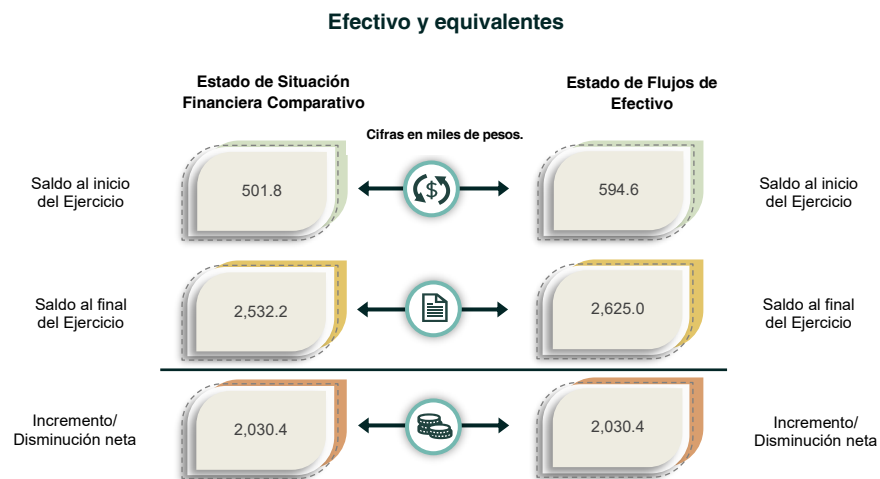 Efectivo y equivalentes
Estado de Situación
Financiera Comparativo
Estado de Flujos de
Efectivo
Cifras en miles de pesos.
Saldo al inicio
del Ejercicio
501.8
$
594.6
Saldo al inicio
del Ejercicio
Saldo al final
del Ejercicio
2,532.2
2,625.0
Saldo al final
del Ejercicio
Incremento/
Disminución neta
2,030.4
2,030.4
Incremento/
Disminución neta